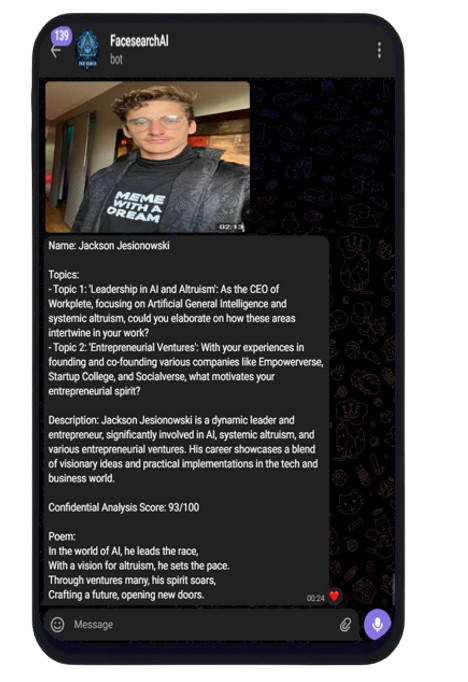 139
FacesearchAI
bot
MEME
WITH A
DREAM
02:13
Name: Jackson Jesionowski
Topics:
- Topic 1: 'Leadership in AI and Altruism': As the CEO of
Workplete, focusing on Artificial General Intelligence and
systemic altruism, could you elaborate on how these areas
intertwine in your work?
- Topic 2: 'Entrepreneurial Ventures': With your experiences in
founding and co-founding various companies like Empowerverse,
Startup College, and Socialverse, what motivates your
entrepreneurial spirit?
Description: Jackson Jesionowski is a dynamic leader and
entrepreneur, significantly involved in AI, systemic altruism, and
various entrepreneurial ventures. His career showcases a blend
of visionary ideas and practical implementations in the tech and
business world.
Confidential Analysis Score: 93/100
Poem:
In the world of AI, he leads the race,
With a vision for altruism, he sets the pace.
Through ventures many, his spirit soars,
Crafting a future, opening new doors.
00:24
Message